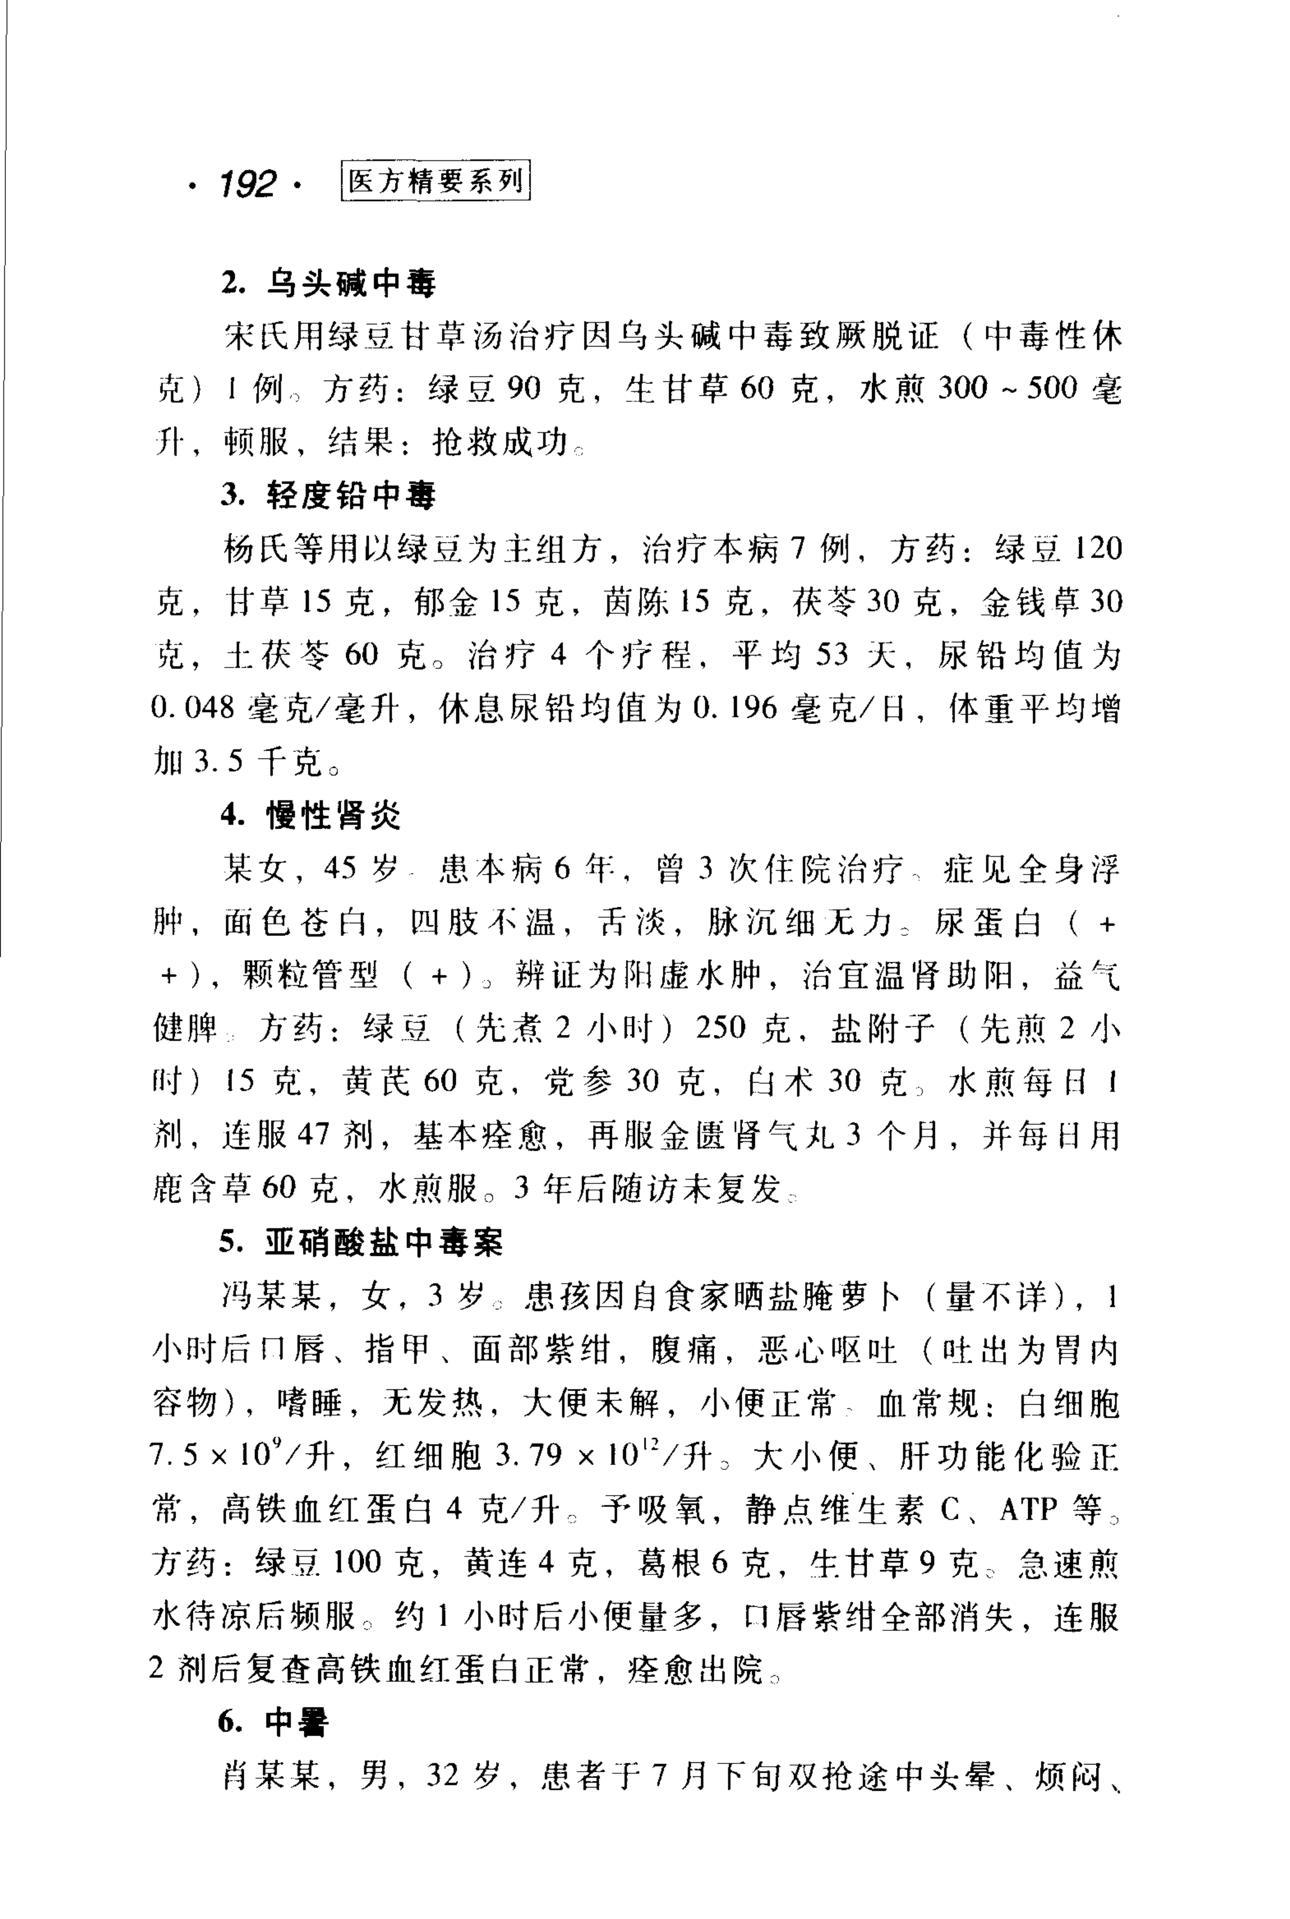 ·192· 医方精要系列
2. 乌头碱中毒
宋氏用绿豆甘草汤治疗因乌头碱中毒致厥脱证（中毒性休
克）1 例。方药：绿豆 90 克，生甘草 60 克，水煎 300 ~ 500 毫
升，顿服，结果：抢救成功。
3. 轻度铅中毒
杨氏等用以绿豆为主组方，治疗本病 7 例，方药：绿豆 120
克，甘草 15 克，郁金 15 克，茵陈 15 克，茯苓 30 克，金钱草 30
克，土茯苓 60 克。治疗 4 个疗程，平均 53 天，尿铅均值为
0.048 毫克/毫升，休息尿铅均值为 0.196 毫克/日，体重平均增
加 3.5 千克。
4. 慢性肾炎
某女，45 岁。患本病 6 年，曾 3 次住院治疗。症见全身浮
肿，面色苍白，四肢不温，舌淡，脉沉细无力。尿蛋白（+
+），颗粒管型（+）。辨证为阳虚水肿，治宜温肾助阳，益气
健脾。方药：绿豆（先煮 2 小时）250 克，盐附子（先煎 2 小
时）15 克，黄芪 60 克，党参 30 克，白术 30 克。水煎每日 1
剂，连服 47 剂，基本痊愈，再服金匮肾气丸 3 个月，并每日用
鹿含草 60 克，水煎服。3 年后随访未复发。
5. 亚硝酸盐中毒案
冯某某，女，3 岁。患孩因自食家晒盐腌萝卜（量不详），1
小时后口唇、指甲、面部紫绀，腹痛，恶心呕吐（吐出为胃内
容物），嗜睡，无发热，大便未解，小便正常。血常规：白细胞
7.5 × 10⁹/升，红细胞 3.79 × 10¹²/升。大小便、肝功能化验正
常，高铁血红蛋白 4 克/升。予吸氧，静点维生素 C、ATP 等。
方药：绿豆 100 克，黄连 4 克，葛根 6 克，生甘草 9 克。急速煎
水待凉后频服。约 1 小时后小便量多，口唇紫绀全部消失，连服
2 剂后复查高铁血红蛋白正常，痊愈出院。
6. 中暑
肖某某，男，32 岁，患者于 7 月下旬双抢途中头晕、烦闷、